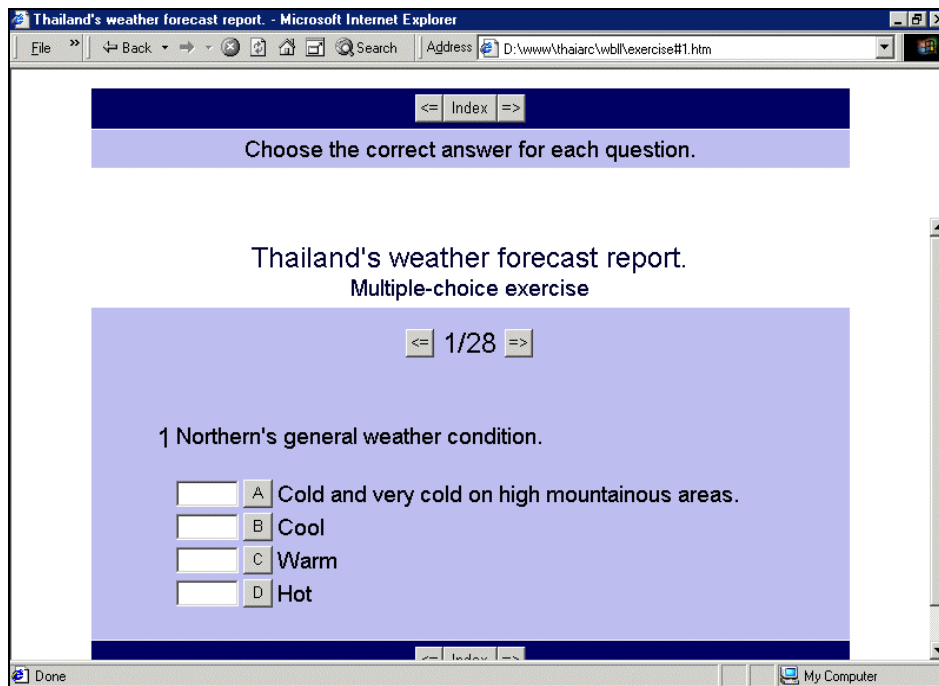 Thailand's weather forecast report. - Microsoft Internet Explorer
File » Back Search Address D:\www\thaiarc\wbll\exercise#1.htm
<= Index =>
Choose the correct answer for each question.
Thailand's weather forecast report.
Multiple-choice exercise
<= 1/28 =>
1 Northern's general weather condition.
A Cold and very cold on high mountainous areas.
B Cool
C Warm
D Hot
<= Index =>
Done My Computer